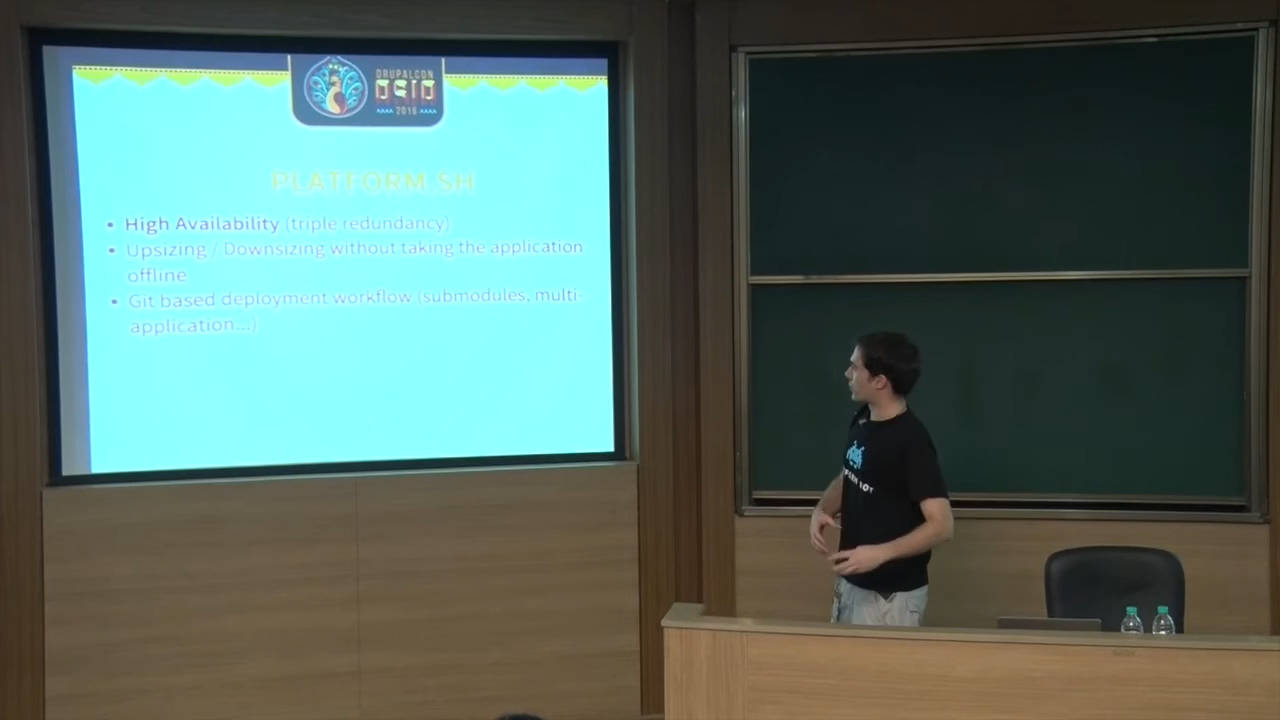 DRUPALCON
2016
PLATFORM.SH
• High Availability (triple redundancy)
• Upsizing / Downsizing without taking the application
offline
• Git based deployment workflow (submodules, multi-
application...)